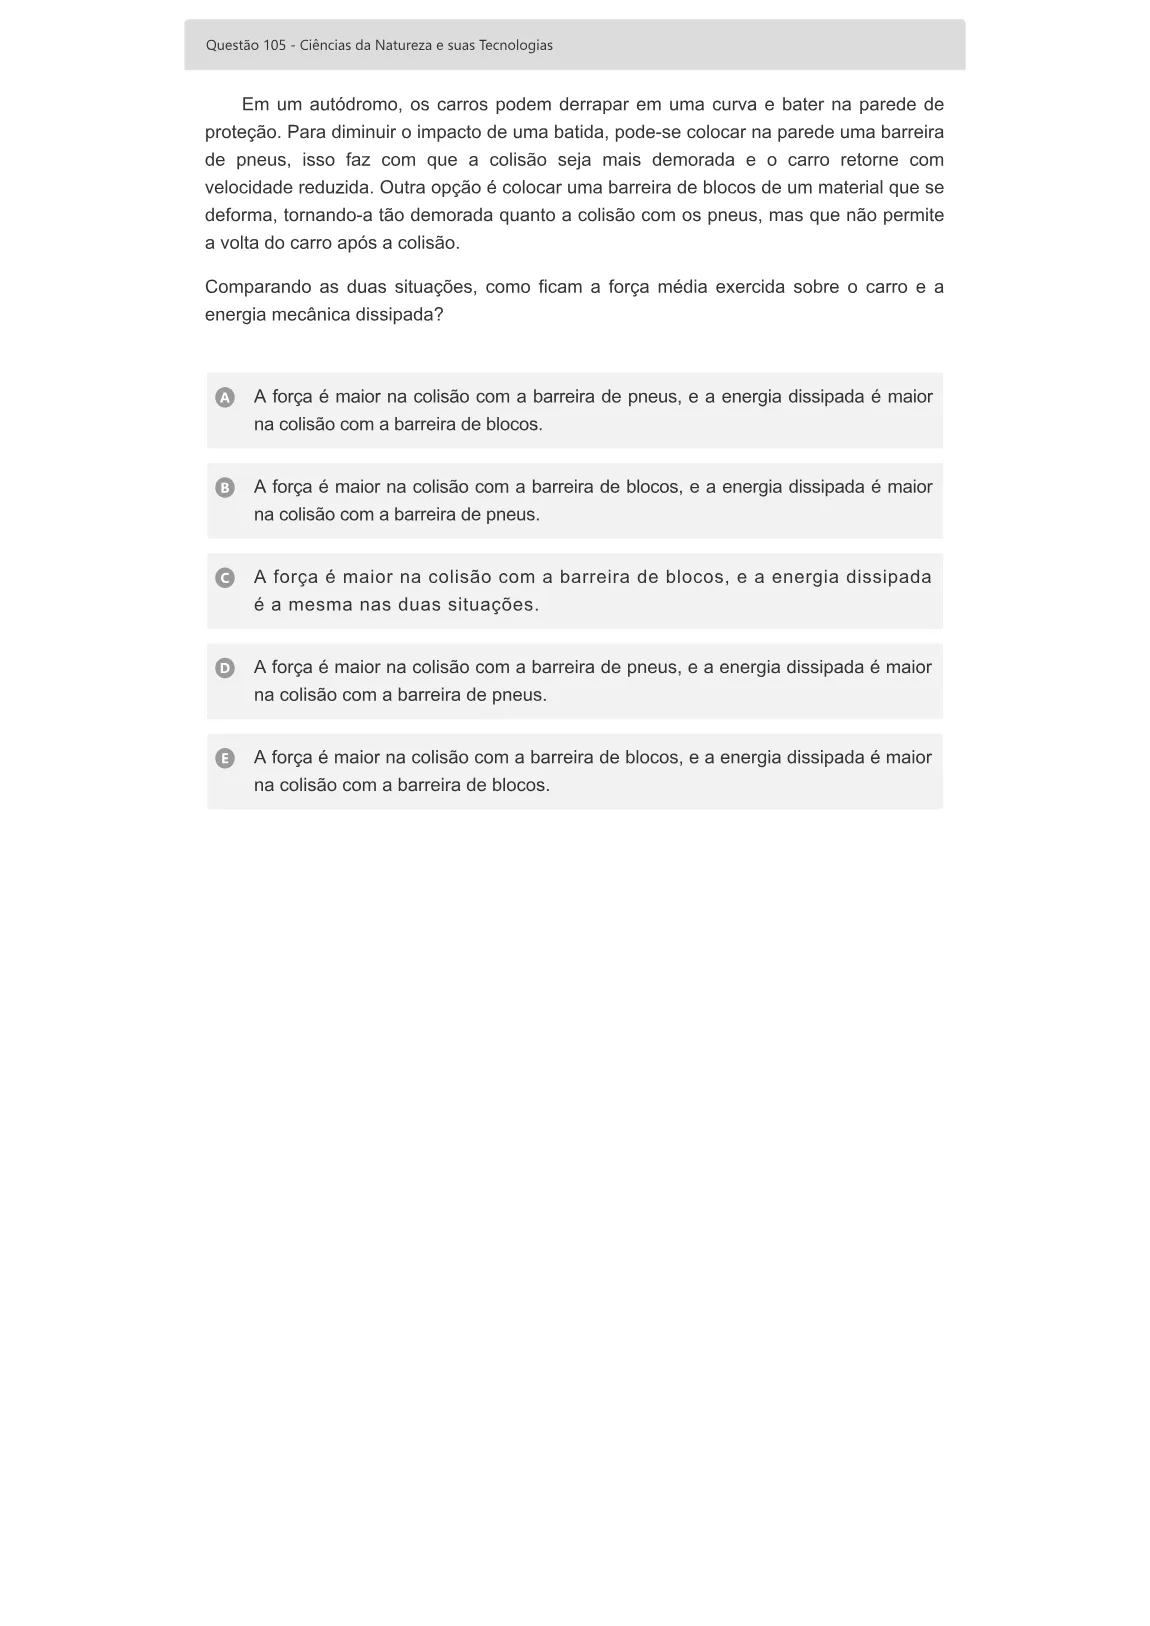 Questão 105 - Ciências da Natureza e suas Tecnologias
Em um autódromo, os carros podem derrapar em uma curva e bater na parede de
proteção. Para diminuir o impacto de uma batida, pode-se colocar na parede uma barreira
de pneus, isso faz com que a colisão seja mais demorada e o carro retorne com
velocidade reduzida. Outra opção é colocar uma barreira de blocos de um material que se
deforma, tornando-a tão demorada quanto a colisão com os pneus, mas que não permite
a volta do carro após a colisão.
Comparando as duas situações, como ficam a força média exercida sobre o carro e a
energia mecânica dissipada?
A A força é maior na colisão com a barreira de pneus, e a energia dissipada é maior
na colisão com a barreira de blocos.
B A força é maior na colisão com a barreira de blocos, e a energia dissipada é maior
na colisão com a barreira de pneus.
C A força é maior na colisão com a barreira de blocos, e a energia dissipada
é a mesma nas duas situações.
D A força é maior na colisão com a barreira de pneus, e a energia dissipada é maior
na colisão com a barreira de pneus.
E A força é maior na colisão com a barreira de blocos, e a energia dissipada é maior
na colisão com a barreira de blocos.